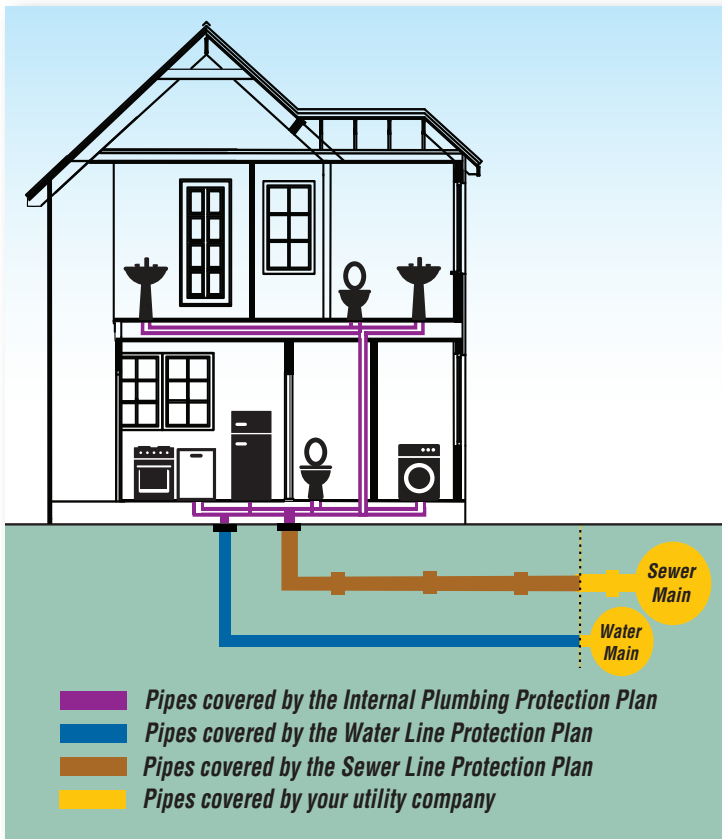 Sewer
Main
Water
Main
Pipes covered by the Internal Plumbing Protection Plan
Pipes covered by the Water Line Protection Plan
Pipes covered by the Sewer Line Protection Plan
Pipes covered by your utility company